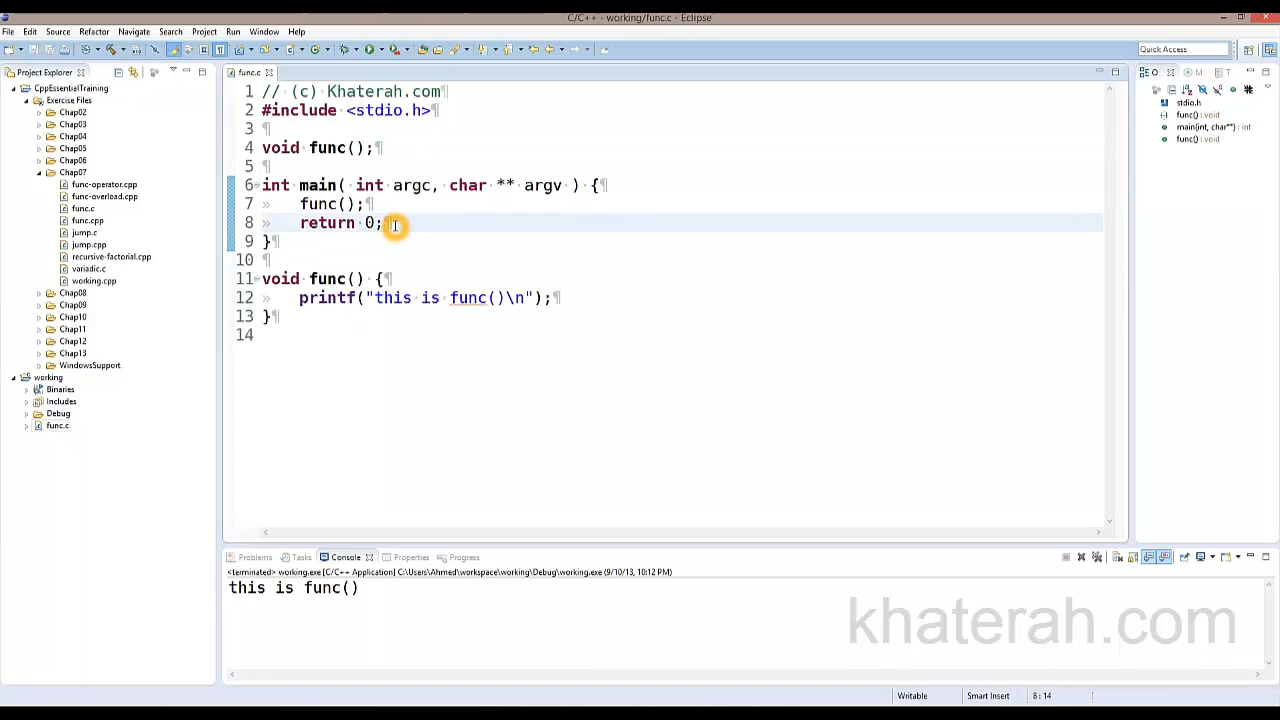 C/C++ - working/func.c - Eclipse
File Edit Source Refactor Navigate Search Project Run Window Help
Quick Access
Project Explorer
CppEssentialTraining
Exercise Files
Chap02
Chap03
Chap04
Chap05
Chap06
Chap07
func-operator.cpp
func-overload.cpp
func.c
func.cpp
jump.c
jump.cpp
recursive-factorial.cpp
variadic.c
working.cpp
Chap08
Chap09
Chap10
Chap11
Chap12
Chap13
WindowsSupport
working
Binaries
Includes
Debug
func.c
func.c
1 // (c) Khaterah.com¶
2 #include <stdio.h>¶
3 ¶
4 void func();¶
5 ¶
6 int main( int argc, char ** argv ) {¶
7 » func();¶
8 » return 0;
9 }¶
10 ¶
11 void func() {¶
12 » printf("this is func()\n");¶
13 }¶
14
O M T
stdio.h
func() : void
main(int, char**) : int
func() : void
Problems Tasks Console Properties Progress
<terminated> working.exe [C/C++ Application] C:\Users\Ahmed\workspace\working\Debug\working.exe (9/10/13, 10:12 PM)
this is func()
khaterah.com
Writable Smart Insert 8 : 14